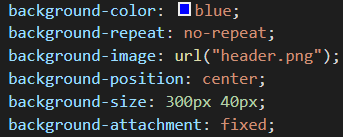 background-color: blue;
background-repeat: no-repeat;
background-image: url("header.png");
background-position: center;
background-size: 300px 40px;
background-attachment: fixed;